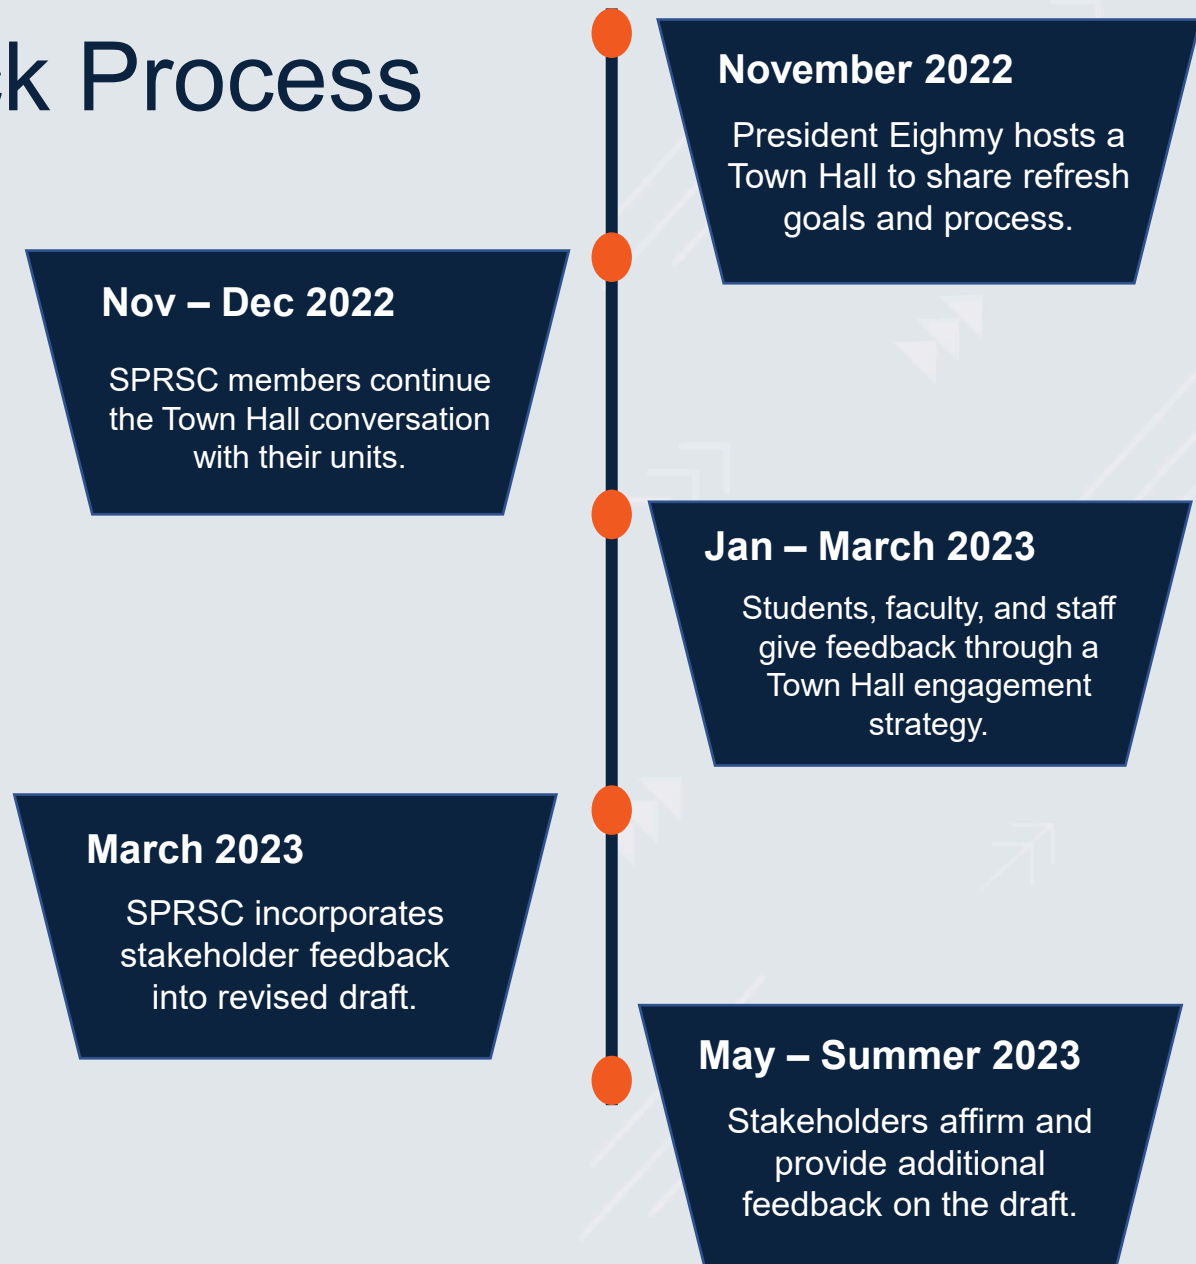 k Process
November 2022
President Eighmy hosts a
Town Hall to share refresh
goals and process.
Nov – Dec 2022
SPRSC members continue
the Town Hall conversation
with their units.
Jan – March 2023
Students, faculty, and staff
give feedback through a
Town Hall engagement
strategy.
March 2023
SPRSC incorporates
stakeholder feedback
into revised draft.
May – Summer 2023
Stakeholders affirm and
provide additional
feedback on the draft.